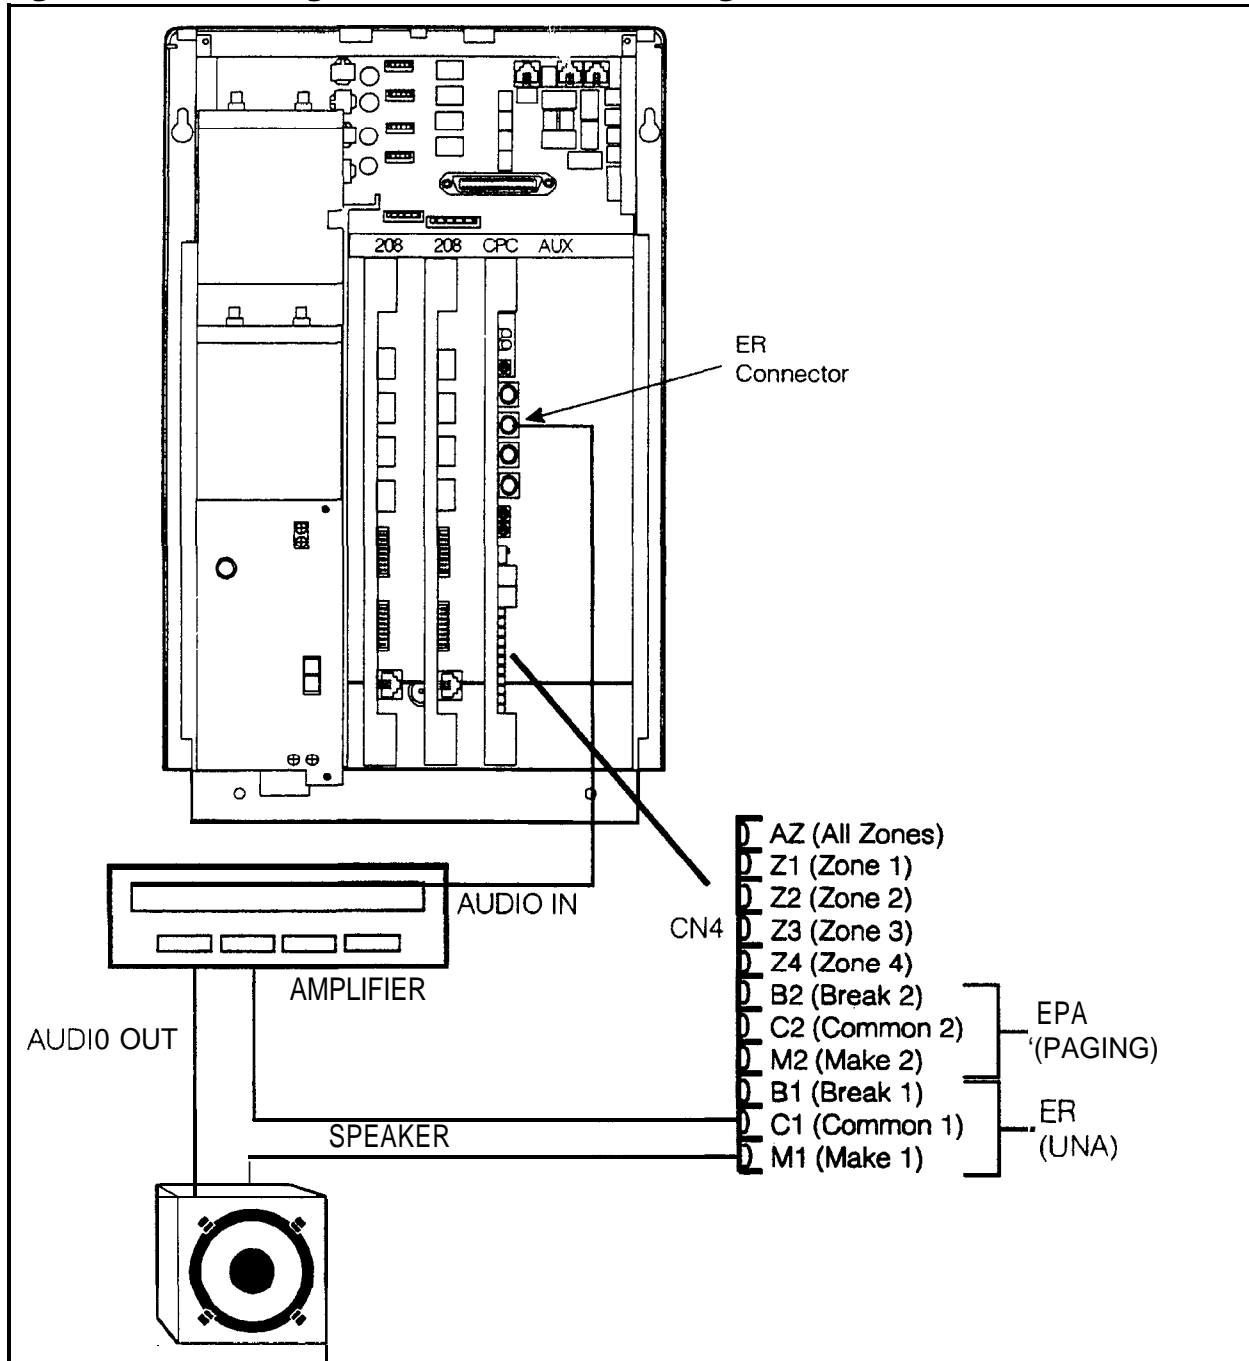 208 208 CPC AUX
ER
Connector
AZ (All Zones)
Z1 (Zone 1)
Z2 (Zone 2)
CN4
Z3 (Zone 3)
Z4 (Zone 4)
B2 (Break 2)
C2 (Common 2)
M2 (Make 2)
B1 (Break 1)
C1 (Common 1)
M1 (Make 1)
EPA
(PAGING)
ER
(UNA)
AUDIO IN
AMPLIFIER
AUDIO OUT
SPEAKER